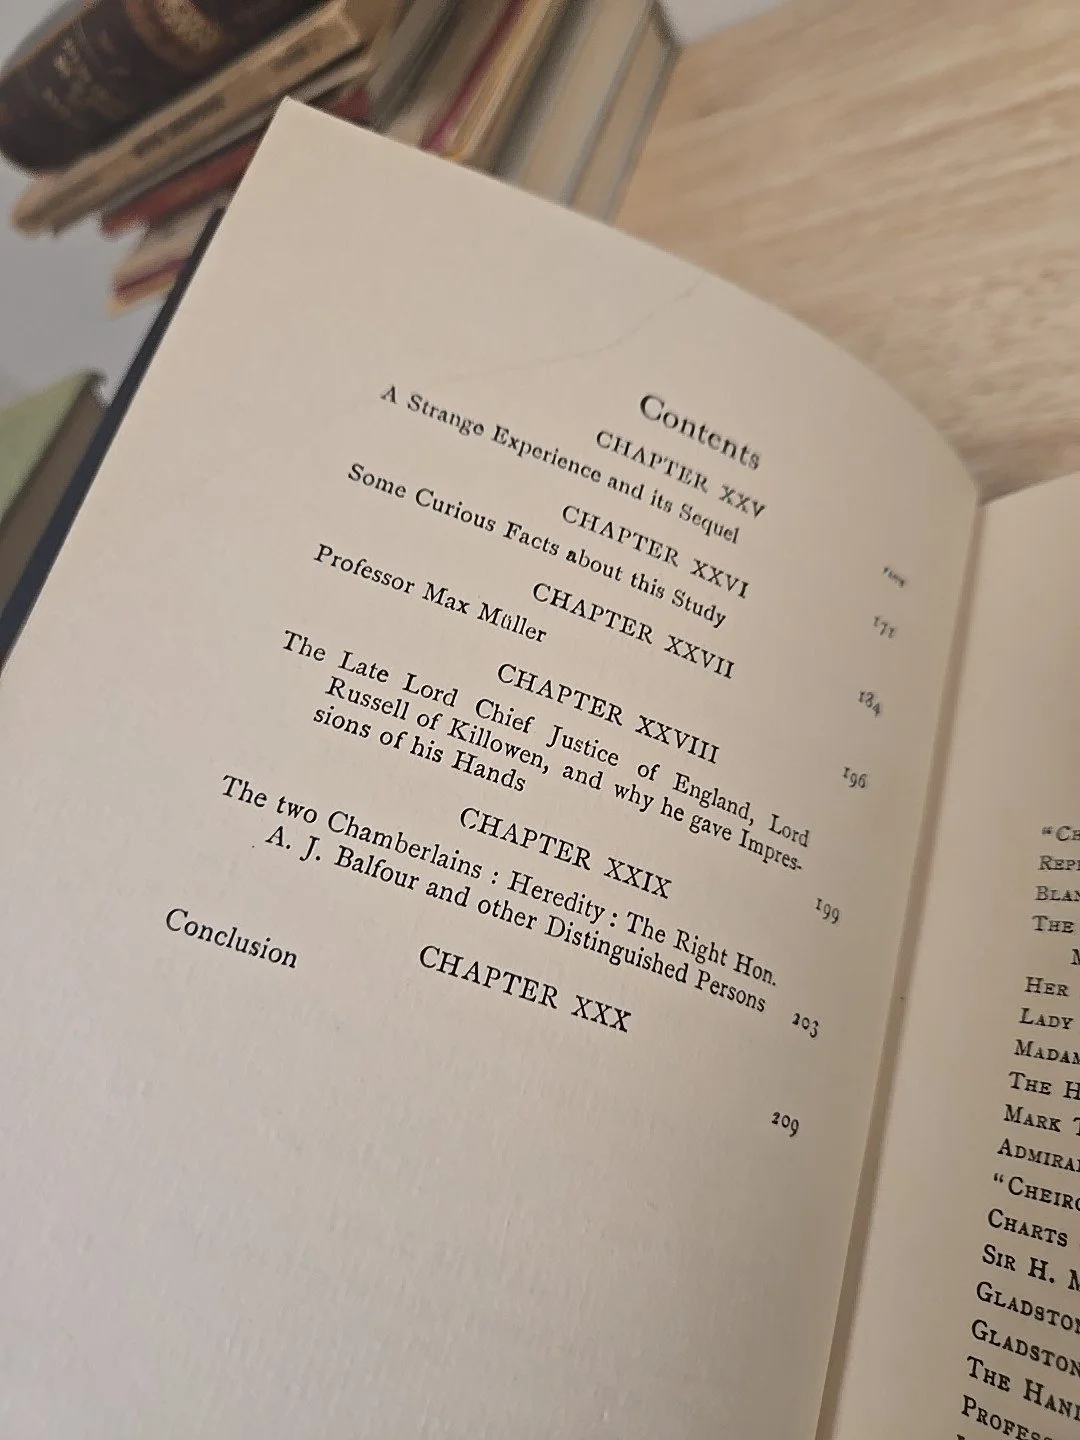 Contents
CHAPTER XXV
A Strange Experience and its Sequel 171
CHAPTER XXVI
Some Curious Facts about this Study 184
CHAPTER XXVII
Professor Max Müller 196
CHAPTER XXVIII
The Late Lord Chief Justice of England, Lord
Russell of Killowen, and why he gave Impres-
sions of his Hands 199
CHAPTER XXIX
The two Chamberlains : Heredity : The Right Hon.
A. J. Balfour and other Distinguished Persons 203
CHAPTER XXX
Conclusion 209
THE
HER
LADY
THE H
MARK T
CHARTS
SIR H. M
THE